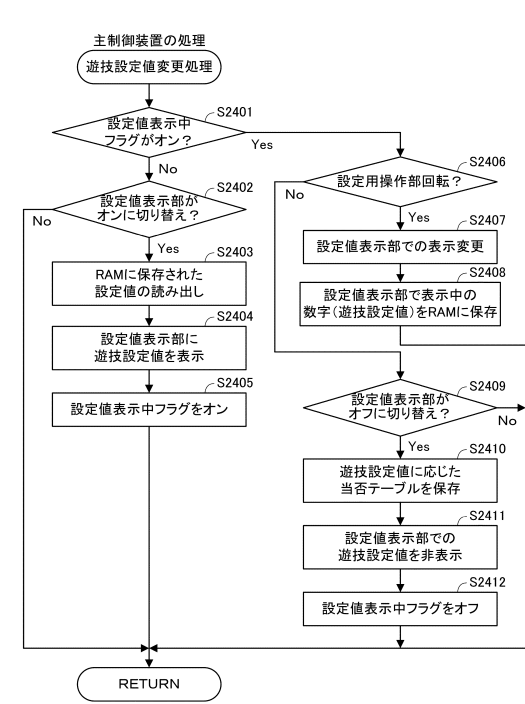 主制御装置の処理
遊技設定値変更処理
S2401
設定値表示中
フラグがオン？
Yes
No
S2402
設定値表示部が
オンに切り替え？
No
Yes
S2403
RAMに保存された
設定値の読み出し
S2404
設定値表示部に
遊技設定値を表示
S2405
設定値表示中フラグをオン
S2406
設定用操作部回転？
No
Yes
S2407
設定値表示部での表示変更
S2408
設定値表示部で表示中の
数字（遊技設定値）をRAMに保存
S2409
設定値表示部が
オフに切り替え？
No
Yes
S2410
遊技設定値に応じた
当否テーブルを保存
S2411
設定値表示部での
遊技設定値を非表示
S2412
設定値表示中フラグをオフ
RETURN